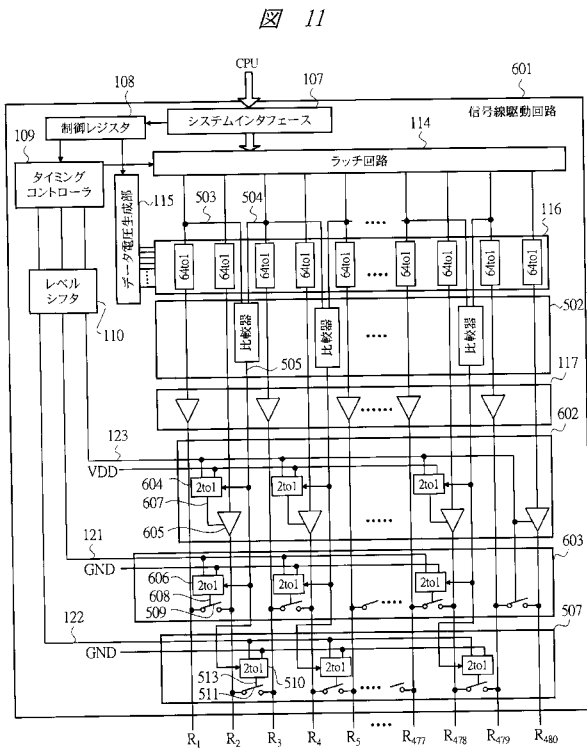 図 11
CPU
601
108
107
信号線駆動回路
制御レジスタ
システムインタフェース
109
114
タイミング
コントローラ
ラッチ回路
115
503
504
データ電圧生成部
116
64to1 64to1 64to1 64to1 64to1 64to1 64to1 64to1 64to1
レベル
シフタ
110
502
比較器 比較器 比較器
505
117
602
123
VDD
604
2to1 2to1 2to1
607
605
121
GND
603
606
2to1 2to1 2to1
608
509
122
507
GND
2to1 2to1 2to1
513
510
511
R1 R2 R3 R4 R5 R477 R478 R479 R480